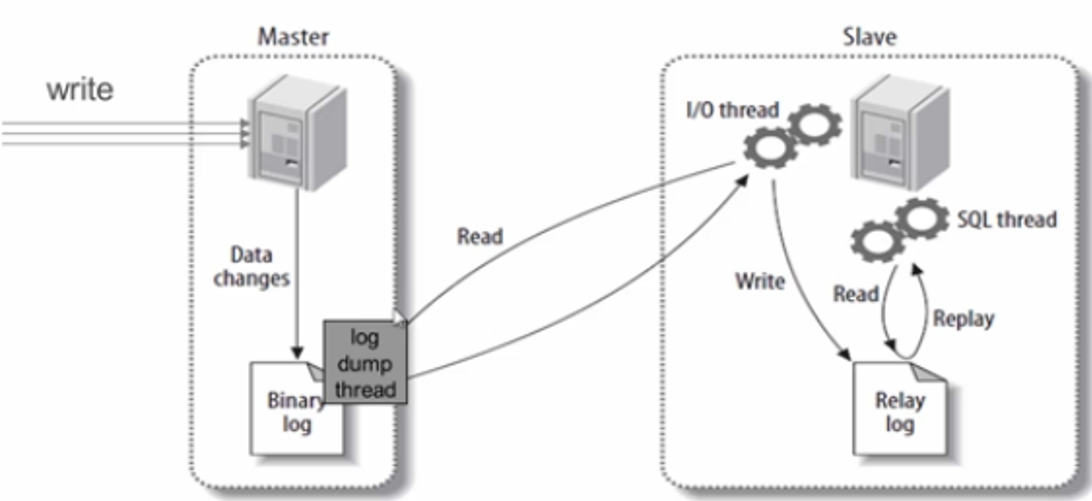 Master
Slave
write
I/O thread
SQL thread
Read
Data
changes
Write
Read
Replay
log
dump
thread
Binary
log
Relay
log